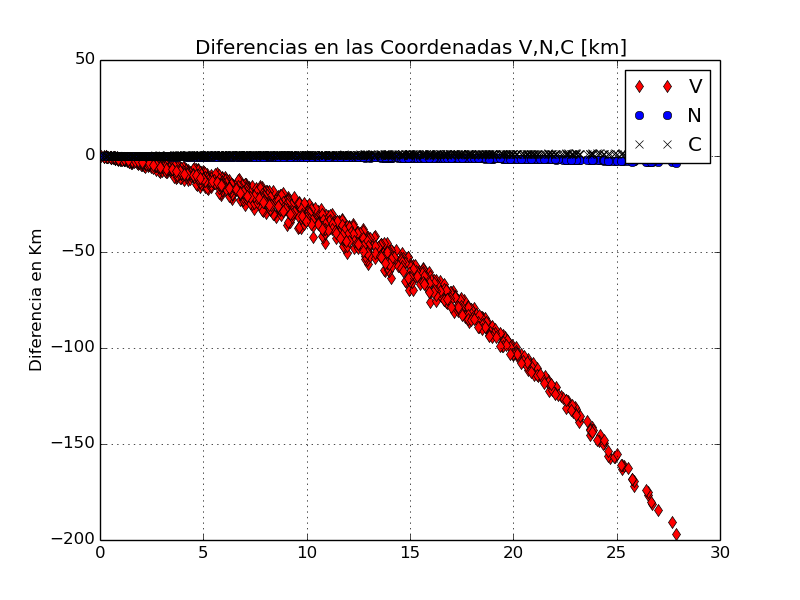 Diferencias en las Coordenadas V,N,C [km]
50
0
−50
−100
−150
−200
Diferencia en Km
V
N
C
0 5 10 15 20 25 30